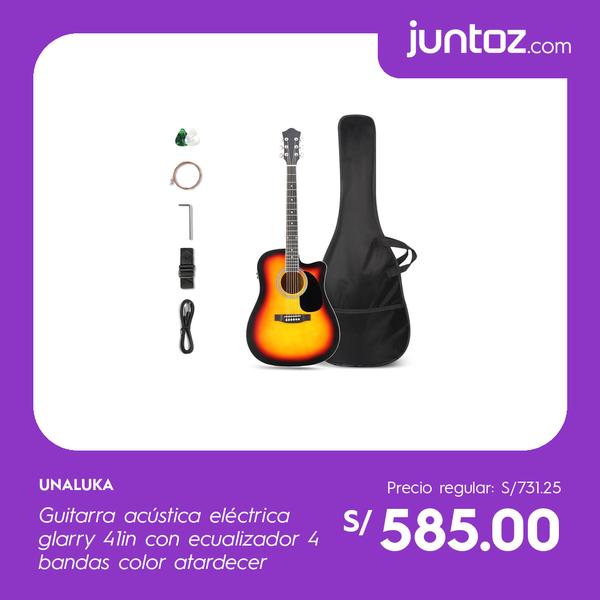 juntoz.com
UNALUKA
Guitarra acústica eléctrica
glarry 41in con ecualizador 4
bandas color atardecer
Precio regular: S/731.25
S/ 585.00